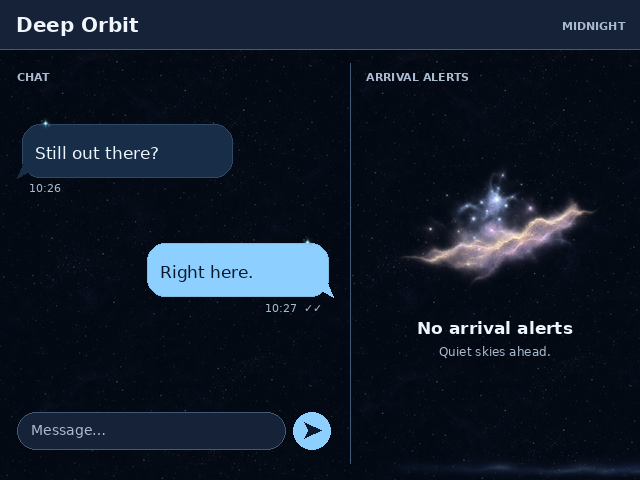 Deep Orbit
MIDNIGHT
CHAT
Still out there?
10:26
Right here.
10:27 ✓✓
Message...
ARRIVAL ALERTS
No arrival alerts
Quiet skies ahead.